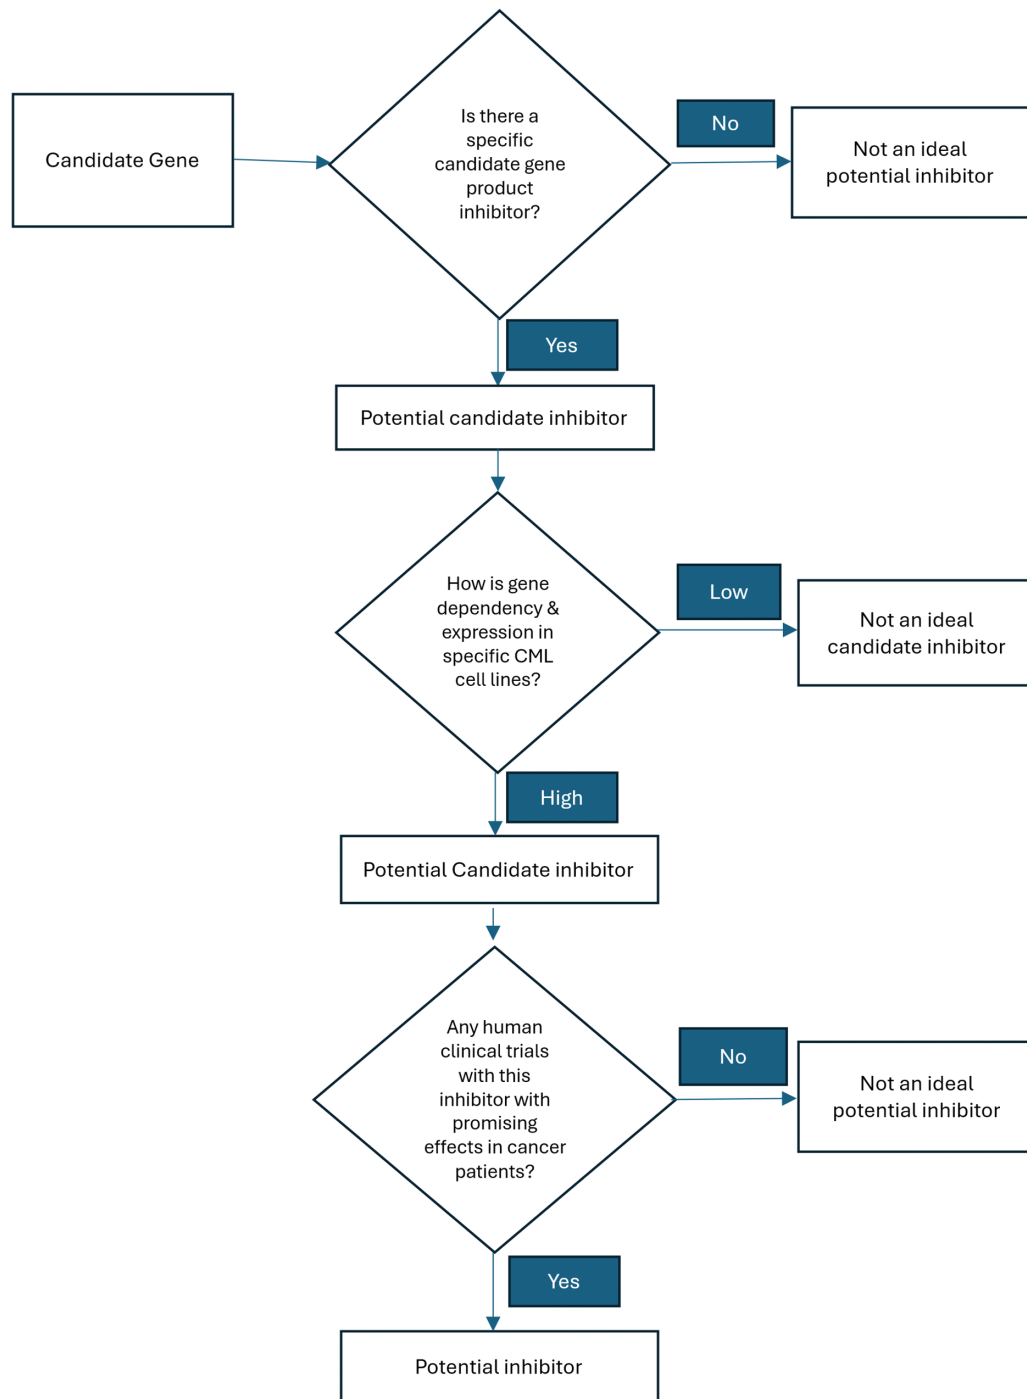 Candidate Gene
Is there a
specific
candidate gene
product
inhibitor?
No
Not an ideal
potential inhibitor
Yes
Potential candidate inhibitor
How is gene
dependency &
expression in
specific CML
cell lines?
Low
Not an ideal
candidate inhibitor
High
Potential Candidate inhibitor
Any human
clinical trials
with this
inhibitor with
promising
effects in cancer
patients?
No
Not an ideal
potential inhibitor
Yes
Potential inhibitor